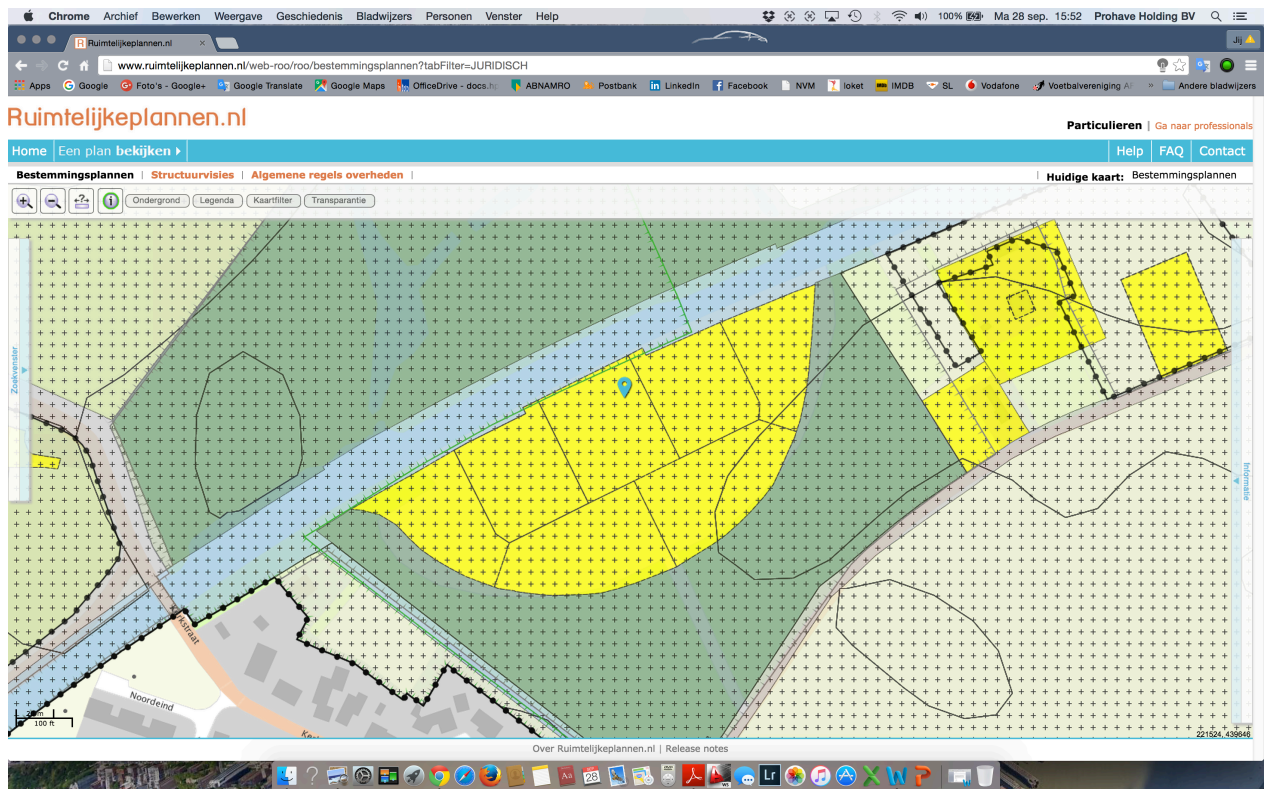 Chrome Archief Bewerken Weergave Geschiedenis Bladwijzers Personen Venster Help 100% Ma 28 sep. 15:52 Prohave Holding BV
Ruimtelijkeplannen.nl × Jij
www.ruimtelijkeplannen.nl/web-roo/roo/bestemmingsplannen?tabFilter=JURIDISCH
Apps Google Foto's - Google+ Google Translate Google Maps OfficeDrive - docs.h ABNAMRO Postbank LinkedIn Facebook NVM loket IMDB SL Vodafone Voetbalvereniging » Andere bladwijzers
Ruimtelijkeplannen.nl
Particulieren | Ga naar professionals
Home Een plan bekijken Help FAQ Contact
Bestemmingsplannen | Structuurvisies | Algemene regels overheden | | Huidige kaart: Bestemmingsplannen
Ondergrond Legenda Kaartfilter Transparantie
Zoekvenster
Informatie
Noordeind
100 ft
221524, 439646
Over Ruimtelijkeplannen.nl | Release notes
28
Lr